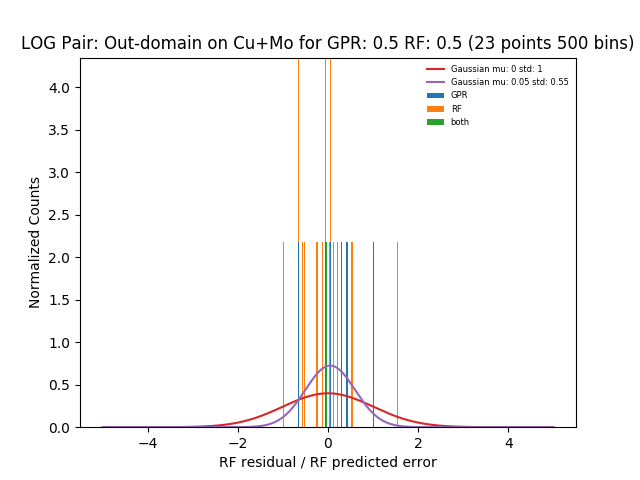 LOG Pair: Out-domain on Cu+Mo for GPR: 0.5 RF: 0.5 (23 points 500 bins)
Normalized Counts
4.0
3.5
3.0
2.5
2.0
1.5
1.0
0.5
0.0
Gaussian mu: 0 std: 1
Gaussian mu: 0.05 std: 0.55
GPR
RF
both
−4 −2 0 2 4
RF residual / RF predicted error